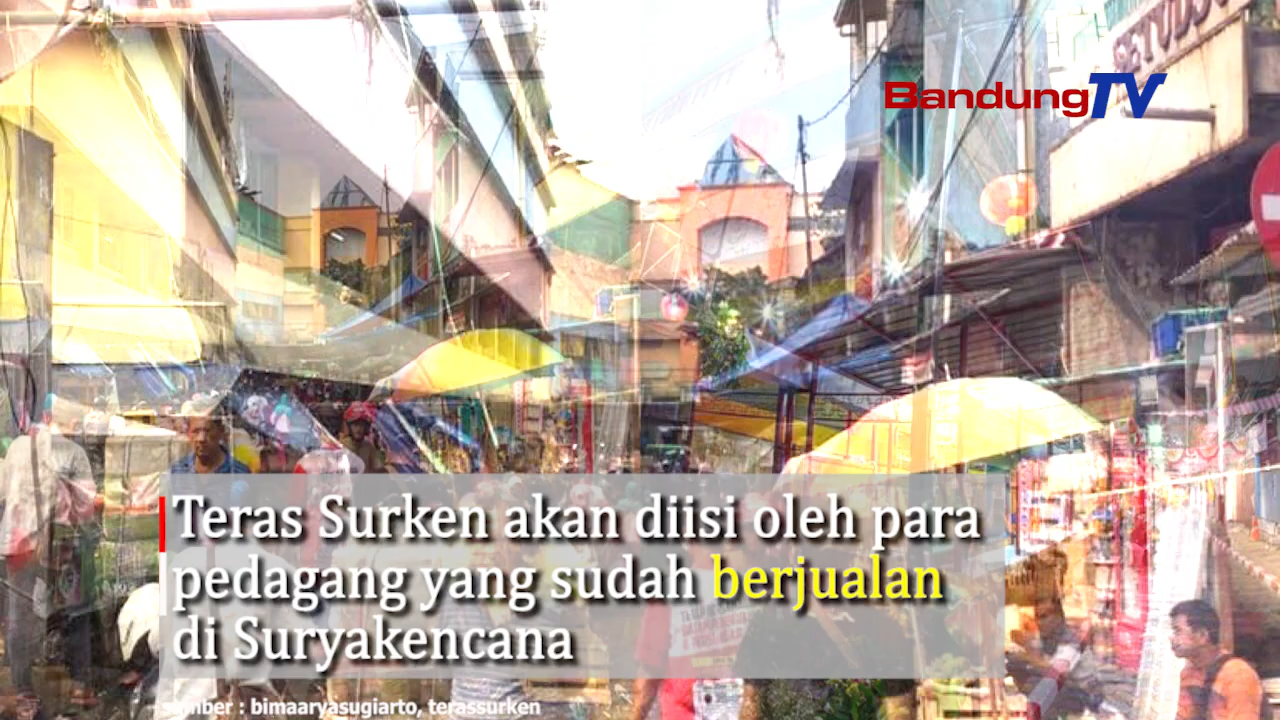 BandungTV
Teras Surken akan diisi oleh para
pedagang yang sudah berjualan
di Suryakencana
sumber : bimaaryasugiarto, terassurken